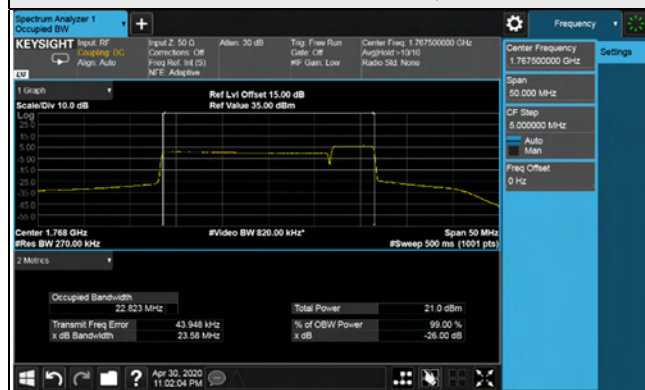 Spectrum Analyzer 1
Occupied BW
Frequency
KEYSIGHT
Input: RF
Coupling: DC
Align: Auto
Input Z: 50 Ω
Corrections: Off
Freq Ref: Int (S)
NFE: Adaptive
Atten: 30 dB
Trig: Free Run
Gate: Off
#IF Gain: Low
Center Freq: 1.767500000 GHz
Avg|Hold:>10/10
Radio Std: None
LXI
Center Frequency
1.767500000 GHz
Settings
Span
50.000 MHz
CF Step
5.000000 MHz
Auto
Man
Freq Offset
0 Hz
1 Graph
Scale/Div 10.0 dB
Ref Lvl Offset 15.00 dB
Ref Value 35.00 dBm
Log
25.0
15.0
5.00
-5.00
-15.0
-25.0
-35.0
-45.0
-55.0
Center 1.768 GHz
#Res BW 270.00 kHz
#Video BW 820.00 kHz*
Span 50 MHz
#Sweep 500 ms (1001 pts)
2 Metrics
Occupied Bandwidth
22.823 MHz
Total Power 21.0 dBm
Transmit Freq Error 43.948 kHz
% of OBW Power 99.00 %
x dB Bandwidth 23.58 MHz
x dB -26.00 dB
Apr 30, 2020
11:02:04 PM